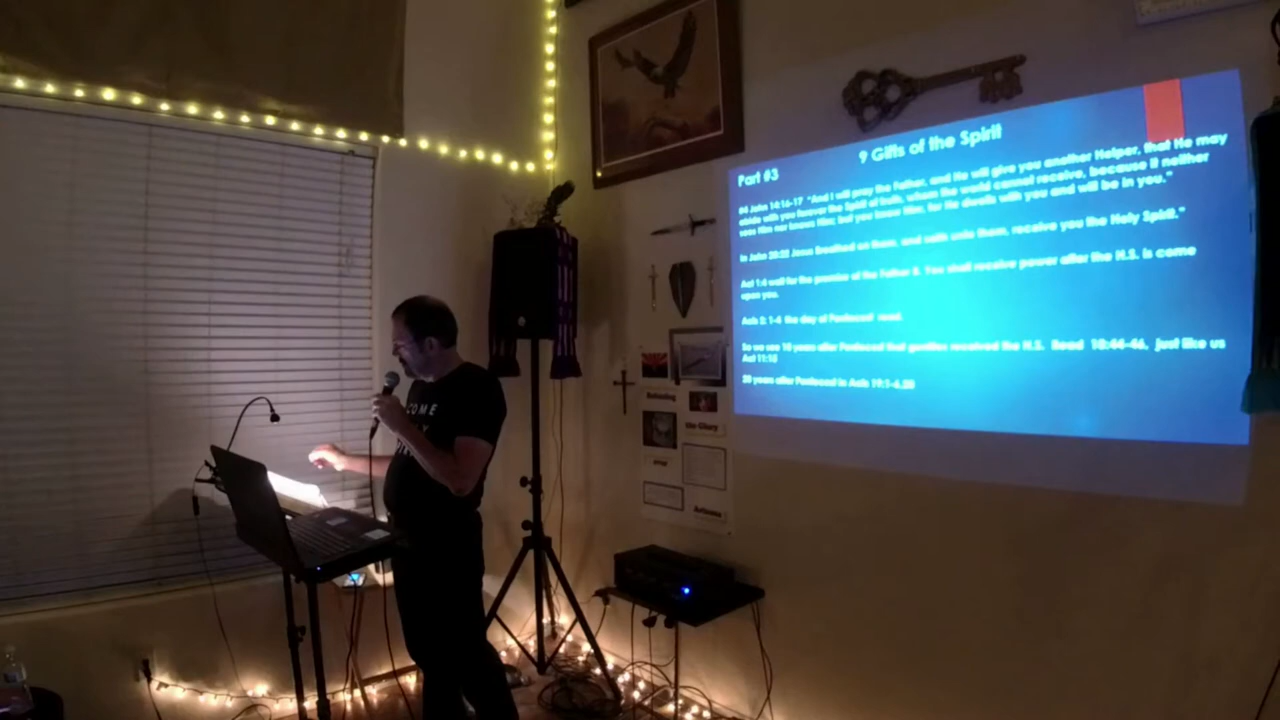 9 Gifts of the Spirit
Part #3
#4 John 14:16-17 "And I will pray the Father, and He will give you another Helper, that He may
abide with you forever the Spirit of truth, whom the world cannot receive, because it neither
sees Him nor knows Him; but you know Him, for He dwells with you and will be in you."
In John 20:22 Jesus Breathed on them, and saith unto them, receive you the Holy Spirit."
Act 1:4 wait for the promise of the Father 8. You shall receive power after the H.S. is come
upon you.
Acts 2: 1-4 the day of Pentecost read.
So we see 10 years after Pentecost that gentiles received the H.S. Read 10:44-46, just like us
Act 11:15
20 years after Pentecost in Acts 19:1-6.
COME
the Glory
Arizona